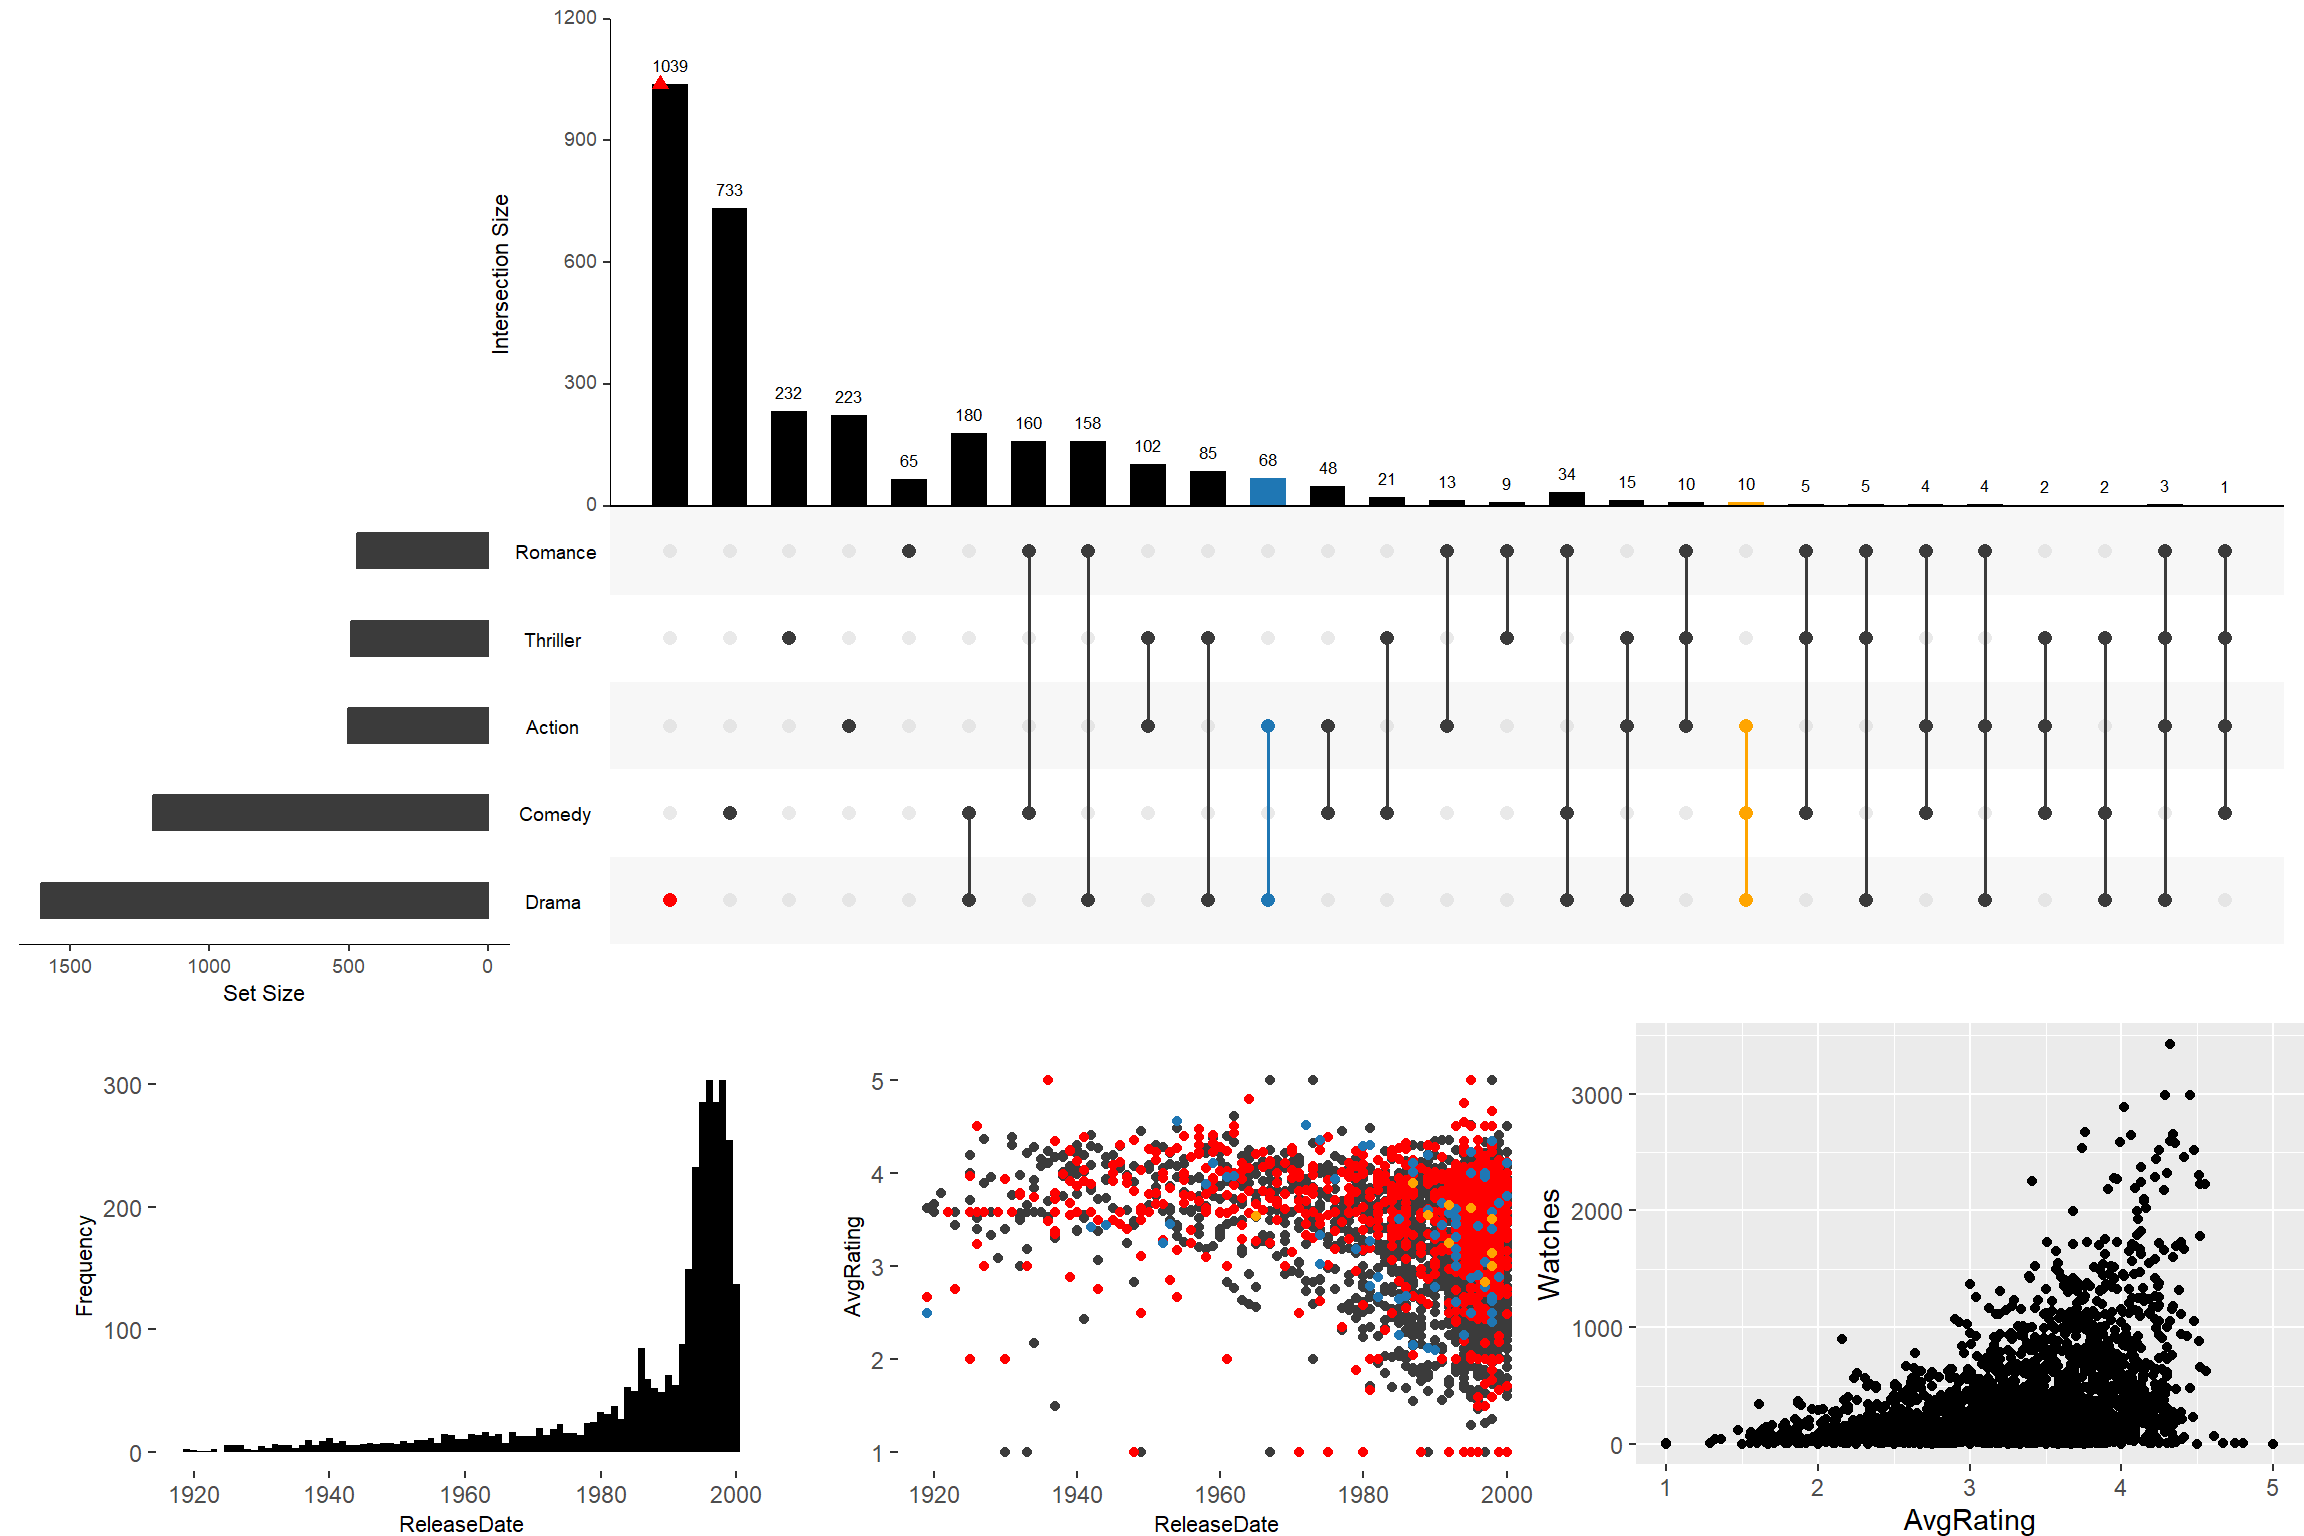 1200
900
600
300
0
Intersection Size
1039
733
232
223
65
180
160
158
102
85
68
48
21
13
9
34
15
10
10
5
5
4
4
2
2
3
1
Romance
Thriller
Action
Comedy
Drama
1500 1000 500 0
Set Size
300
200
100
0
Frequency
1920 1940 1960 1980 2000
ReleaseDate
5
4
3
2
1
AvgRating
1920 1940 1960 1980 2000
ReleaseDate
3000
2000
1000
0
Watches
1 2 3 4 5
AvgRating